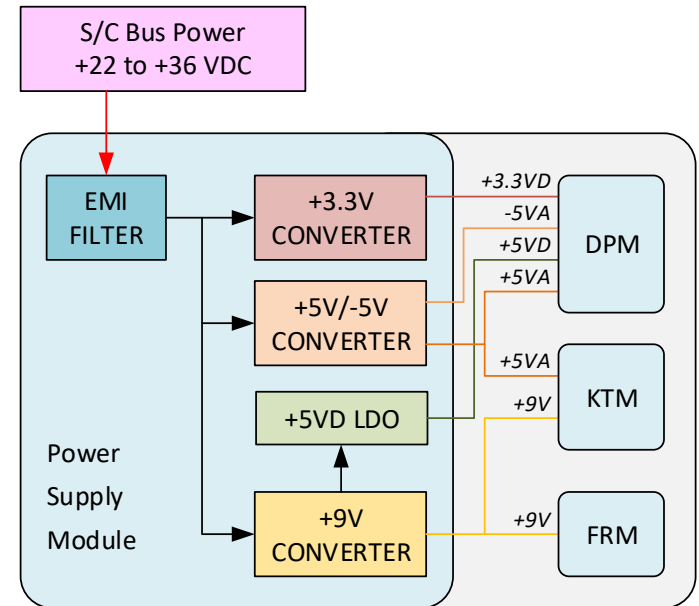 S/C Bus Power
+22 to +36 VDC
EMI
FILTER
+3.3V
CONVERTER
+5V/-5V
CONVERTER
+5VD LDO
+9V
CONVERTER
Power
Supply
Module
+3.3VD
-5VA
+5VD
+5VA
DPM
+5VA
+9V
KTM
+9V
FRM